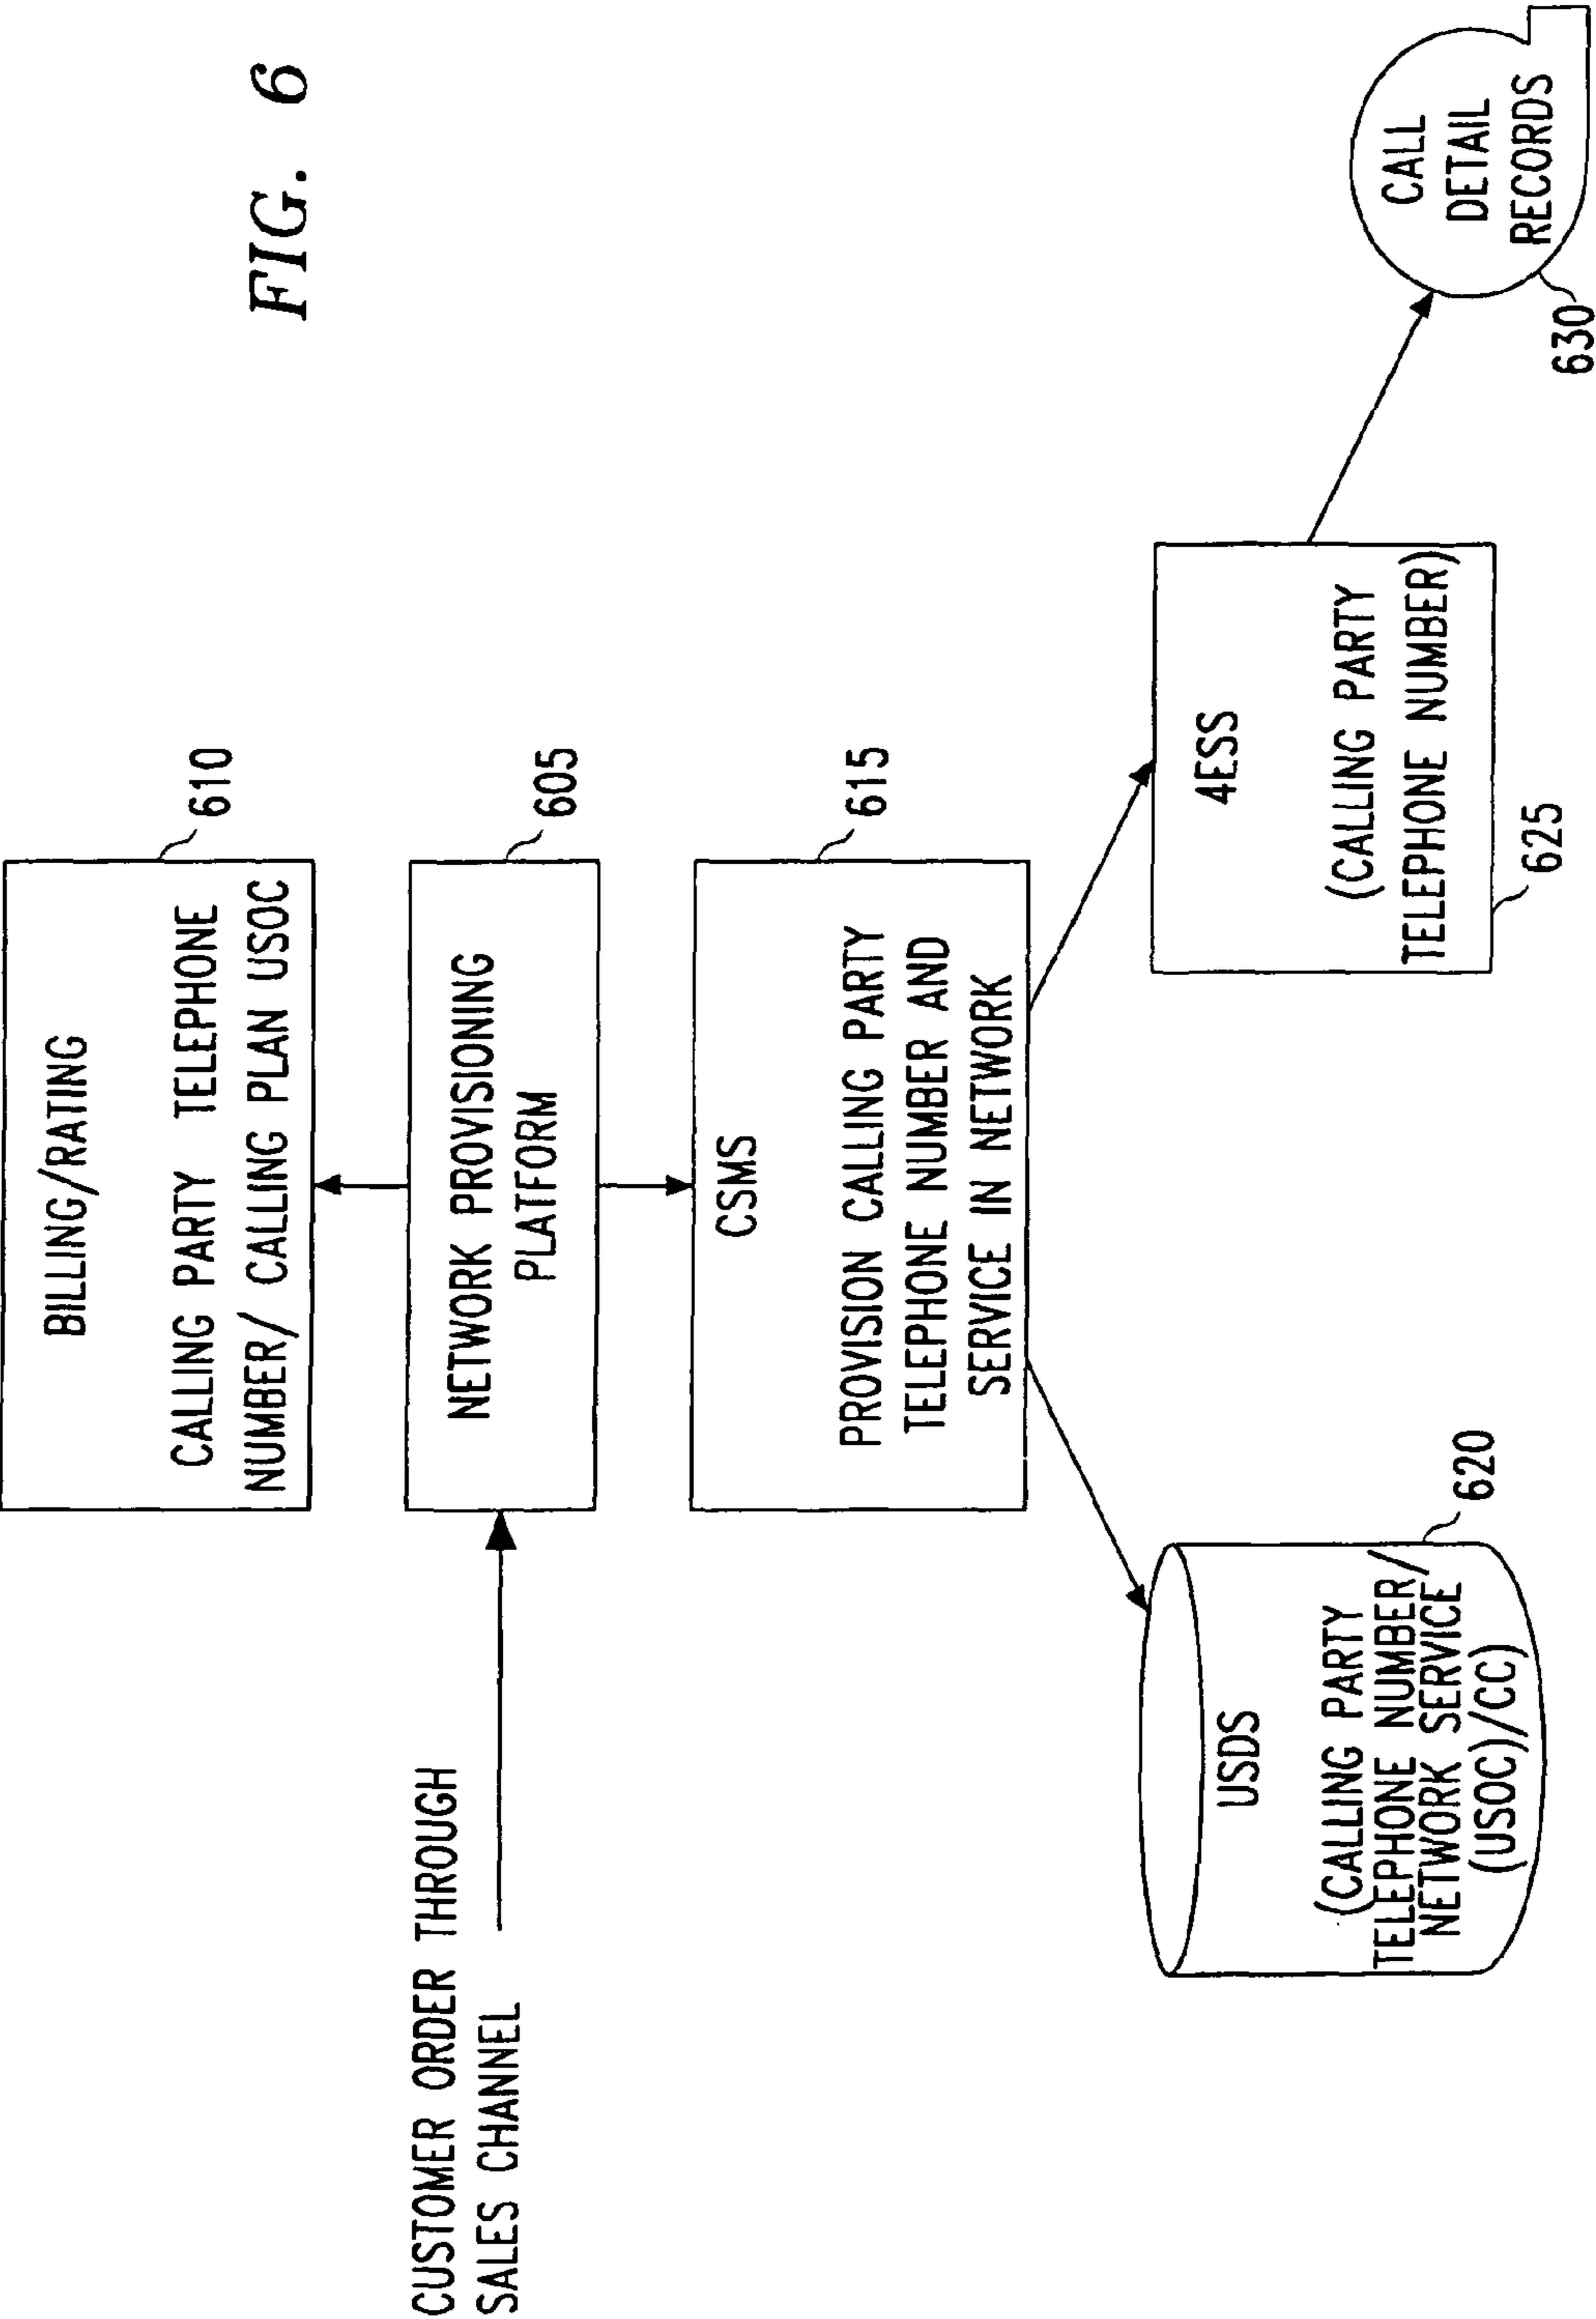 FIG. 6
BILLING/RATING
CALLING PARTY TELEPHONE
NUMBER/ CALLING PLAN USOC
610
CUSTOMER ORDER THROUGH
SALES CHANNEL
NETWORK PROVISIONING
PLATFORM
605
CSMS
PROVISION CALLING PARTY
TELEPHONE NUMBER AND
SERVICE IN NETWORK
615
USDS
(CALLING PARTY
TELEPHONE NUMBER/
NETWORK SERVICE
(USOC)/CC)
620
4ESS
(CALLING PARTY
TELEPHONE NUMBER)
625
CALL
DETAIL
RECORDS
630